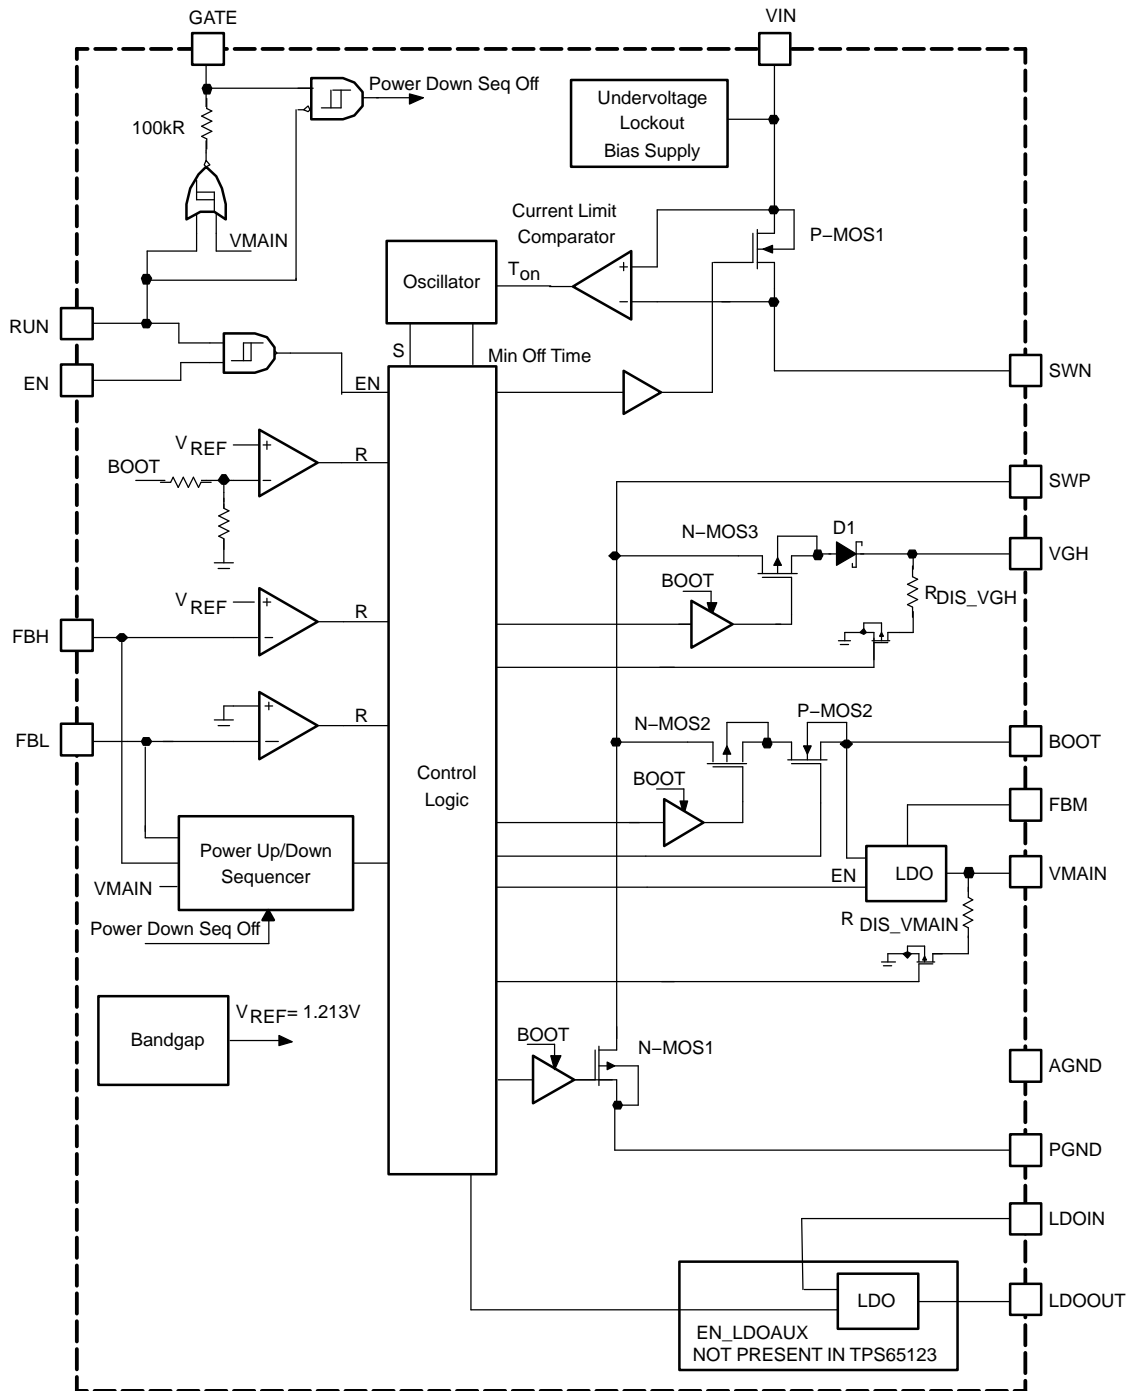 GATE
VIN
Power Down Seq Off
Undervoltage
Lockout
Bias Supply
100kR
VMAIN
Current Limit
Comparator
P–MOS1
Oscillator
Ton
+
−
RUN
S
Min Off Time
EN
EN
SWN
VREF
+
−
R
BOOT
SWP
N–MOS3
D1
VGH
BOOT
RDIS_VGH
VREF
+
−
R
FBH
+
−
R
FBL
N–MOS2
P–MOS2
BOOT
BOOT
Control
Logic
FBM
Power Up/Down
Sequencer
VMAIN
EN
LDO
VMAIN
R DIS_VMAIN
Power Down Seq Off
Bandgap
VREF= 1.213V
BOOT
N–MOS1
AGND
PGND
LDOIN
LDO
LDOOUT
EN_LDOAUX
NOT PRESENT IN TPS65123